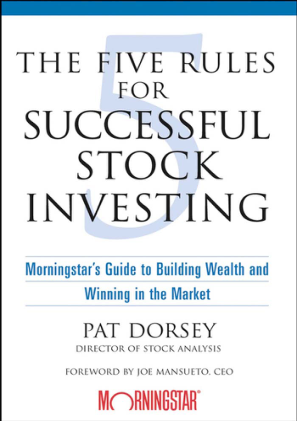 5
THE FIVE RULES
FOR
SUCCESSFUL
STOCK
INVESTING
Morningstar's Guide to Building Wealth and
Winning in the Market
PAT DORSEY
DIRECTOR OF STOCK ANALYSIS
FOREWORD BY JOE MANSUETO, CEO
MORNINGSTAR®